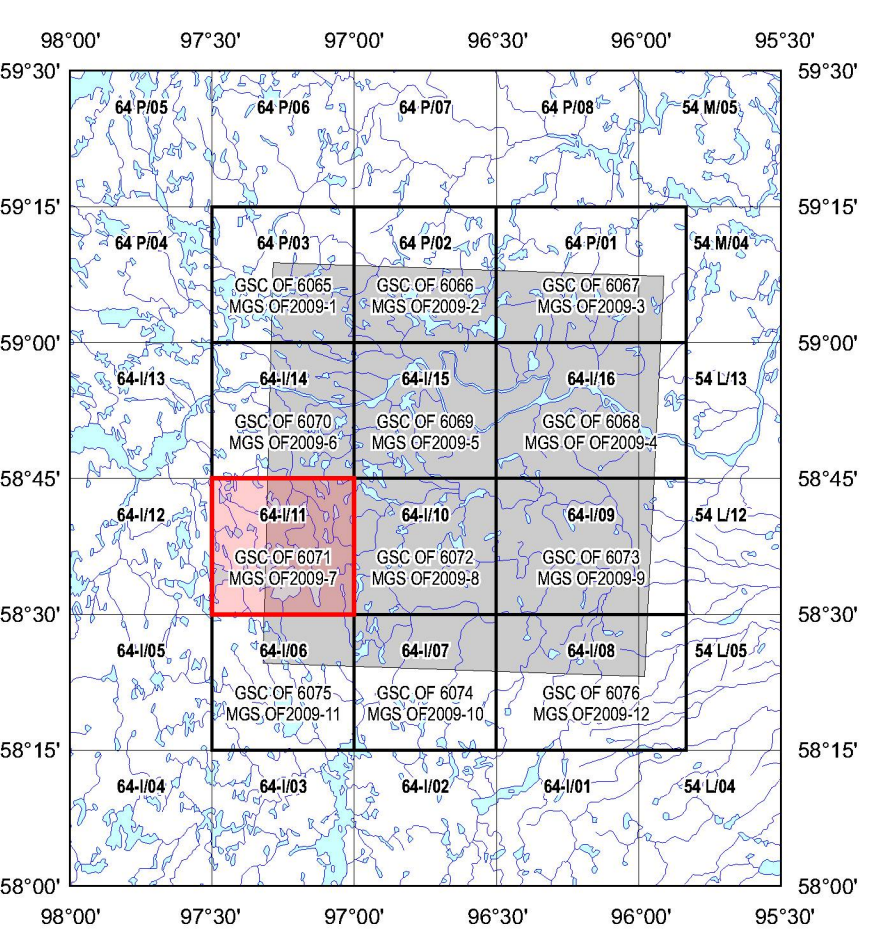 98°00' 97°30' 97°00' 96°30' 96°00' 95°30'
59°30' 59°30'
64 P/05 64 P/06 64 P/07 64 P/08 54 M/05
59°15' 59°15'
64 P/04 64 P/03 64 P/02 64 P/01 54 M/04
GSC OF 6065 GSC OF 6066 GSC OF 6067
MGS OF2009-1 MGS OF2009-2 MGS OF2009-3
59°00' 59°00'
64-I/13 64-I/14 64-I/15 64-I/16 54 L/13
GSC OF 6070 GSC OF 6069 GSC OF 6068
MGS OF2009-6 MGS OF2009-5 MGS OF OF2009-4
58°45' 58°45'
64-I/12 64-I/11 64-I/10 64-I/09 54 L/12
GSC OF 6071 GSC OF 6072 GSC OF 6073
MGS OF2009-7 MGS OF2009-8 MGS OF2009-9
58°30' 58°30'
64-I/05 64-I/06 64-I/07 64-I/08 54 L/05
GSC OF 6075 GSC OF 6074 GSC OF 6076
MGS OF2009-11 MGS OF2009-10 MGS OF2009-12
58°15' 58°15'
64-I/04 64-I/03 64-I/02 64-I/01 54 L/04
58°00' 58°00'
98°00' 97°30' 97°00' 96°30' 96°00' 95°30'